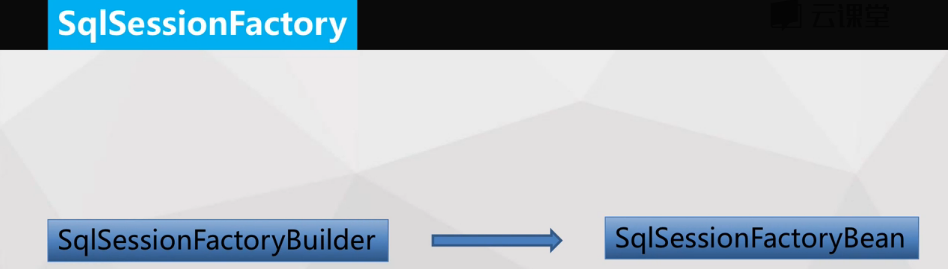 SqlSessionFactory
云课堂
SqlSessionFactoryBuilder
SqlSessionFactoryBean